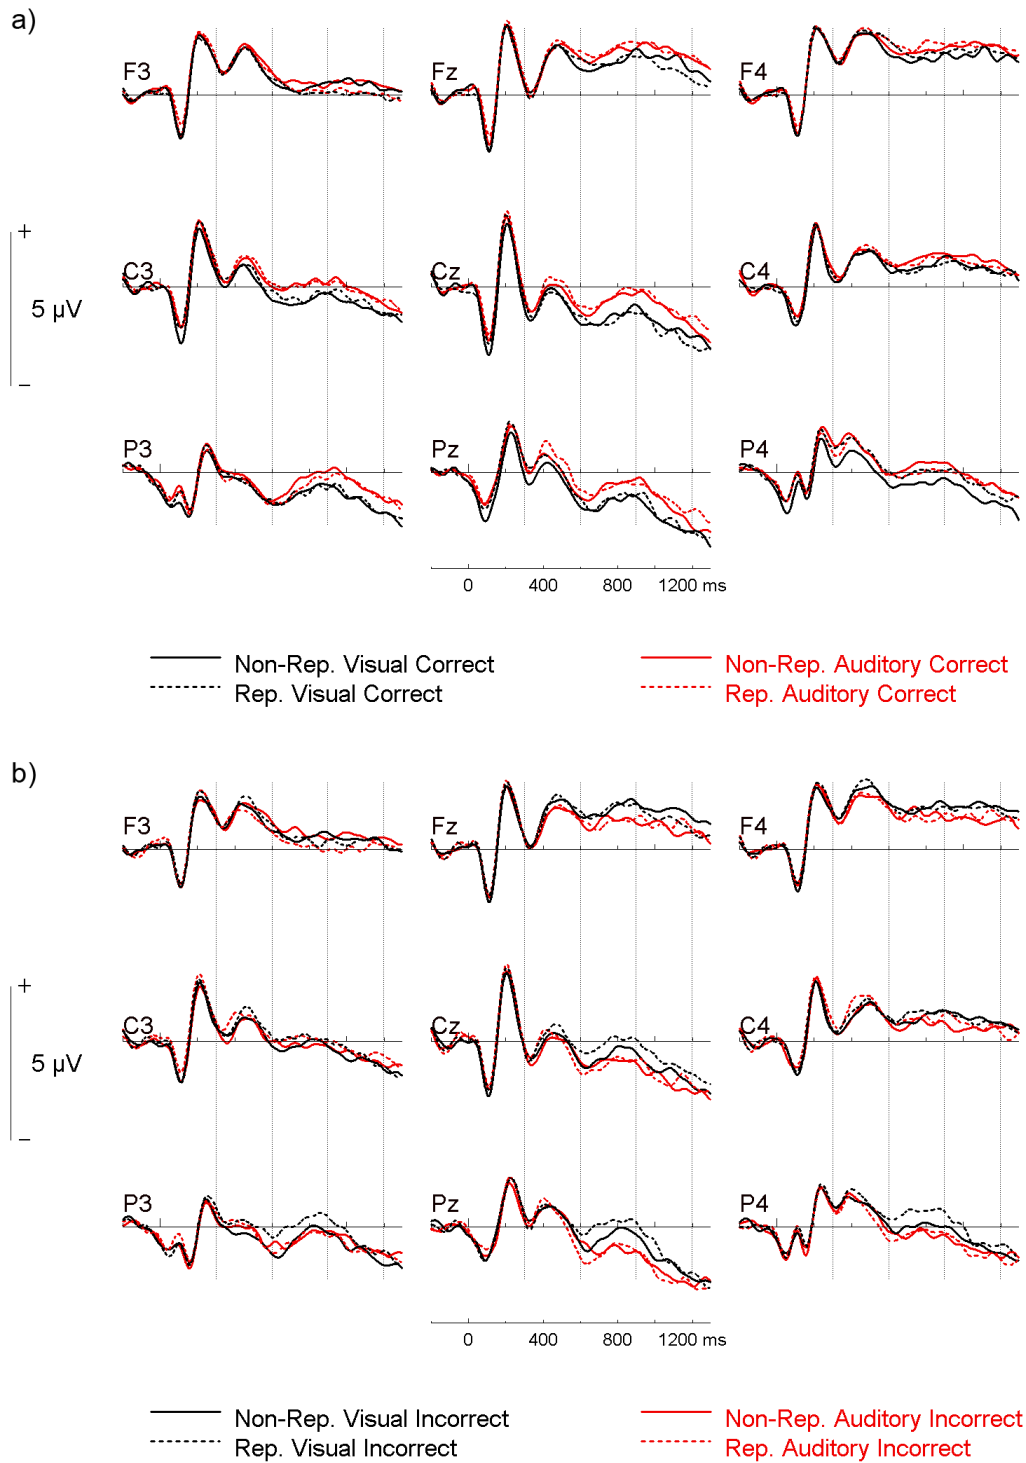 a)
F3 Fz F4
+
C3 Cz C4
5 µV
–
P3 Pz P4
0 400 800 1200 ms
Non-Rep. Visual Correct Non-Rep. Auditory Correct
Rep. Visual Correct Rep. Auditory Correct
b)
F3 Fz F4
+
C3 Cz C4
5 µV
–
P3 Pz P4
0 400 800 1200 ms
Non-Rep. Visual Incorrect Non-Rep. Auditory Incorrect
Rep. Visual Incorrect Rep. Auditory Incorrect